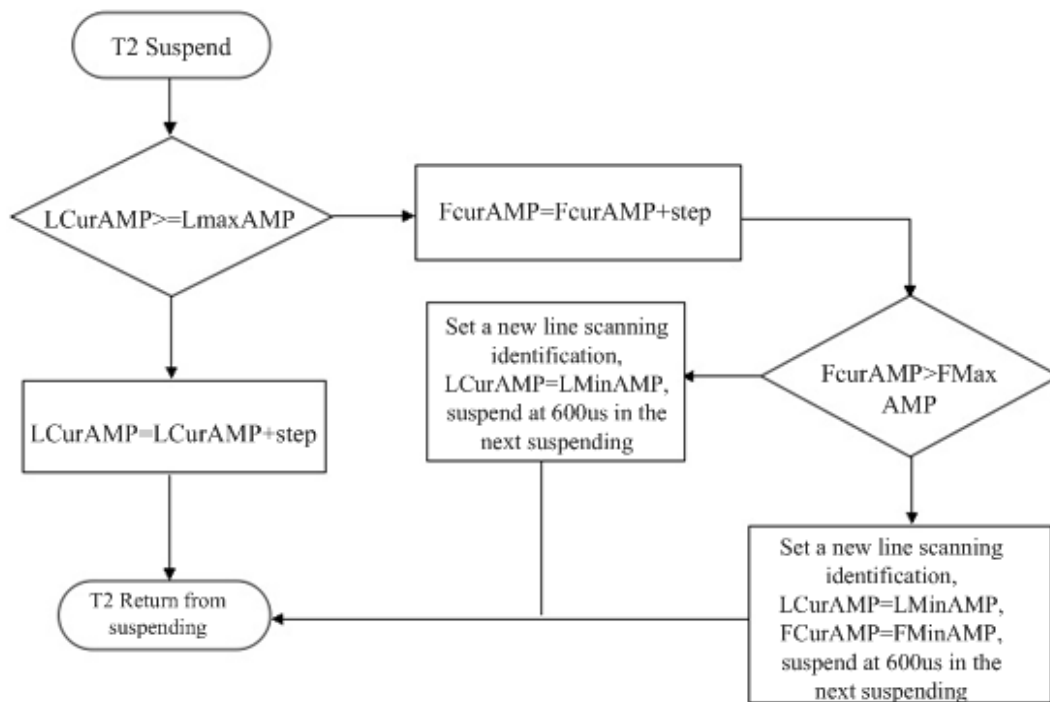 T2 Suspend
LCurAMP>=LmaxAMP
FcurAMP=FcurAMP+step
Set a new line scanning
identification,
LCurAMP=LMinAMP,
suspend at 600us in the
next suspending
FcurAMP>FMax
AMP
LCurAMP=LCurAMP+step
T2 Return from
suspending
Set a new line scanning
identification,
LCurAMP=LMinAMP,
FCurAMP=FMinAMP,
suspend at 600us in the
next suspending